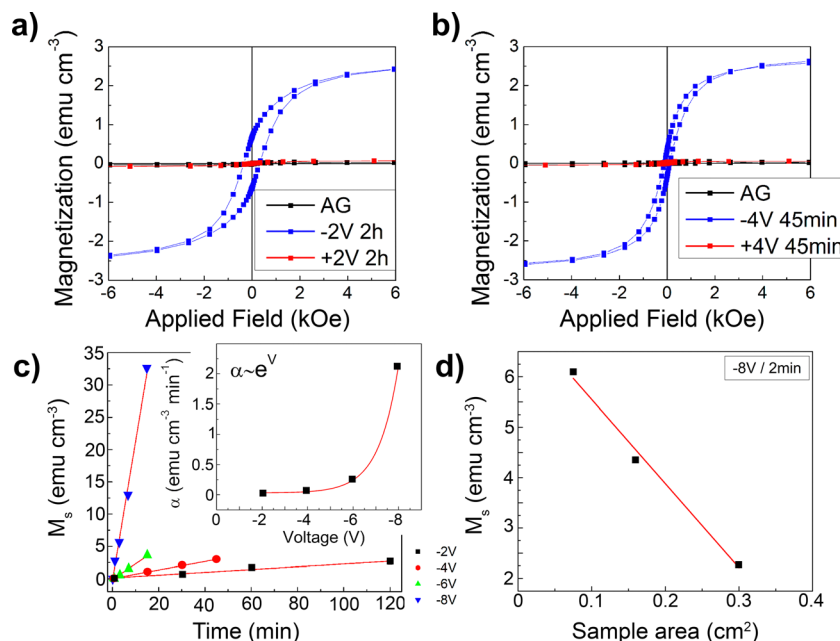 a)
Magnetization (emu cm-3)
3
2
1
0
-1
-2
-3
-6 -4 -2 0 2 4 6
Applied Field (kOe)
AG
-2V 2h
+2V 2h
b)
Magnetization (emu cm-3)
3
2
1
0
-1
-2
-3
-6 -4 -2 0 2 4 6
Applied Field (kOe)
AG
-4V 45min
+4V 45min
c)
Ms (emu cm-3)
35
30
25
20
15
10
5
0
0 20 40 60 80 100 120
Time (min)
α~eV
α (emu cm-3 min-1)
2
1
0.25
0
0 -2 -4 -6 -8
Voltage (V)
-2V
-4V
-6V
-8V
d)
-8V / 2min
Ms (emu cm-3)
6
5
4
3
2
0.0 0.1 0.2 0.3 0.4
Sample area (cm2)